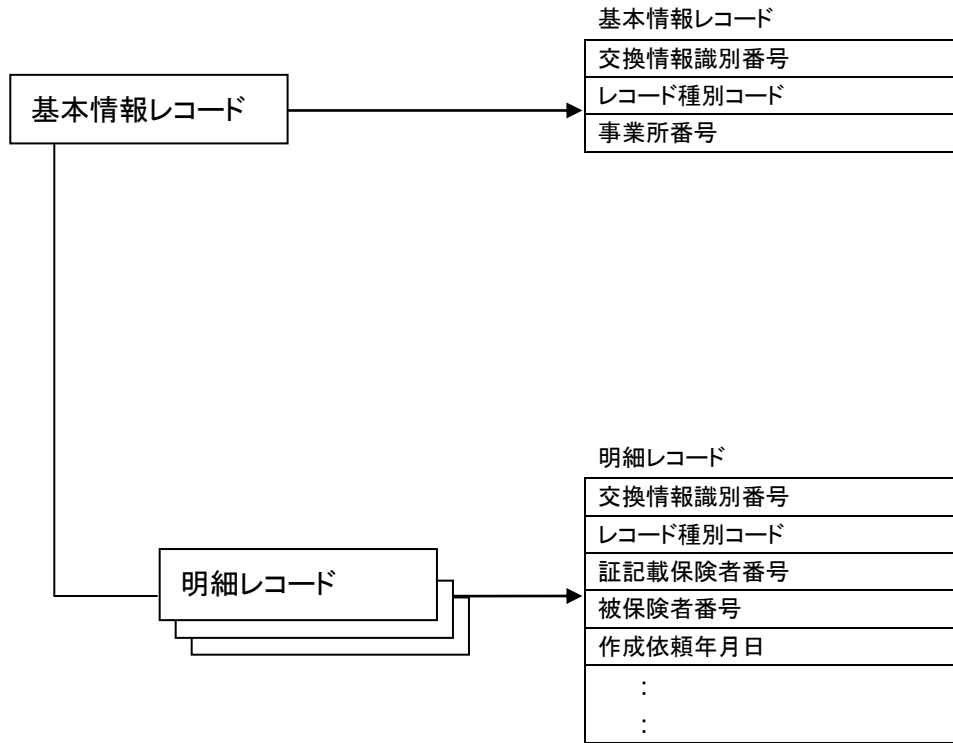 基本情報レコード
交換情報識別番号
レコード種別コード
事業所番号
基本情報レコード
明細レコード
交換情報識別番号
レコード種別コード
証記載保険者番号
被保険者番号
作成依頼年月日
:
:
明細レコード